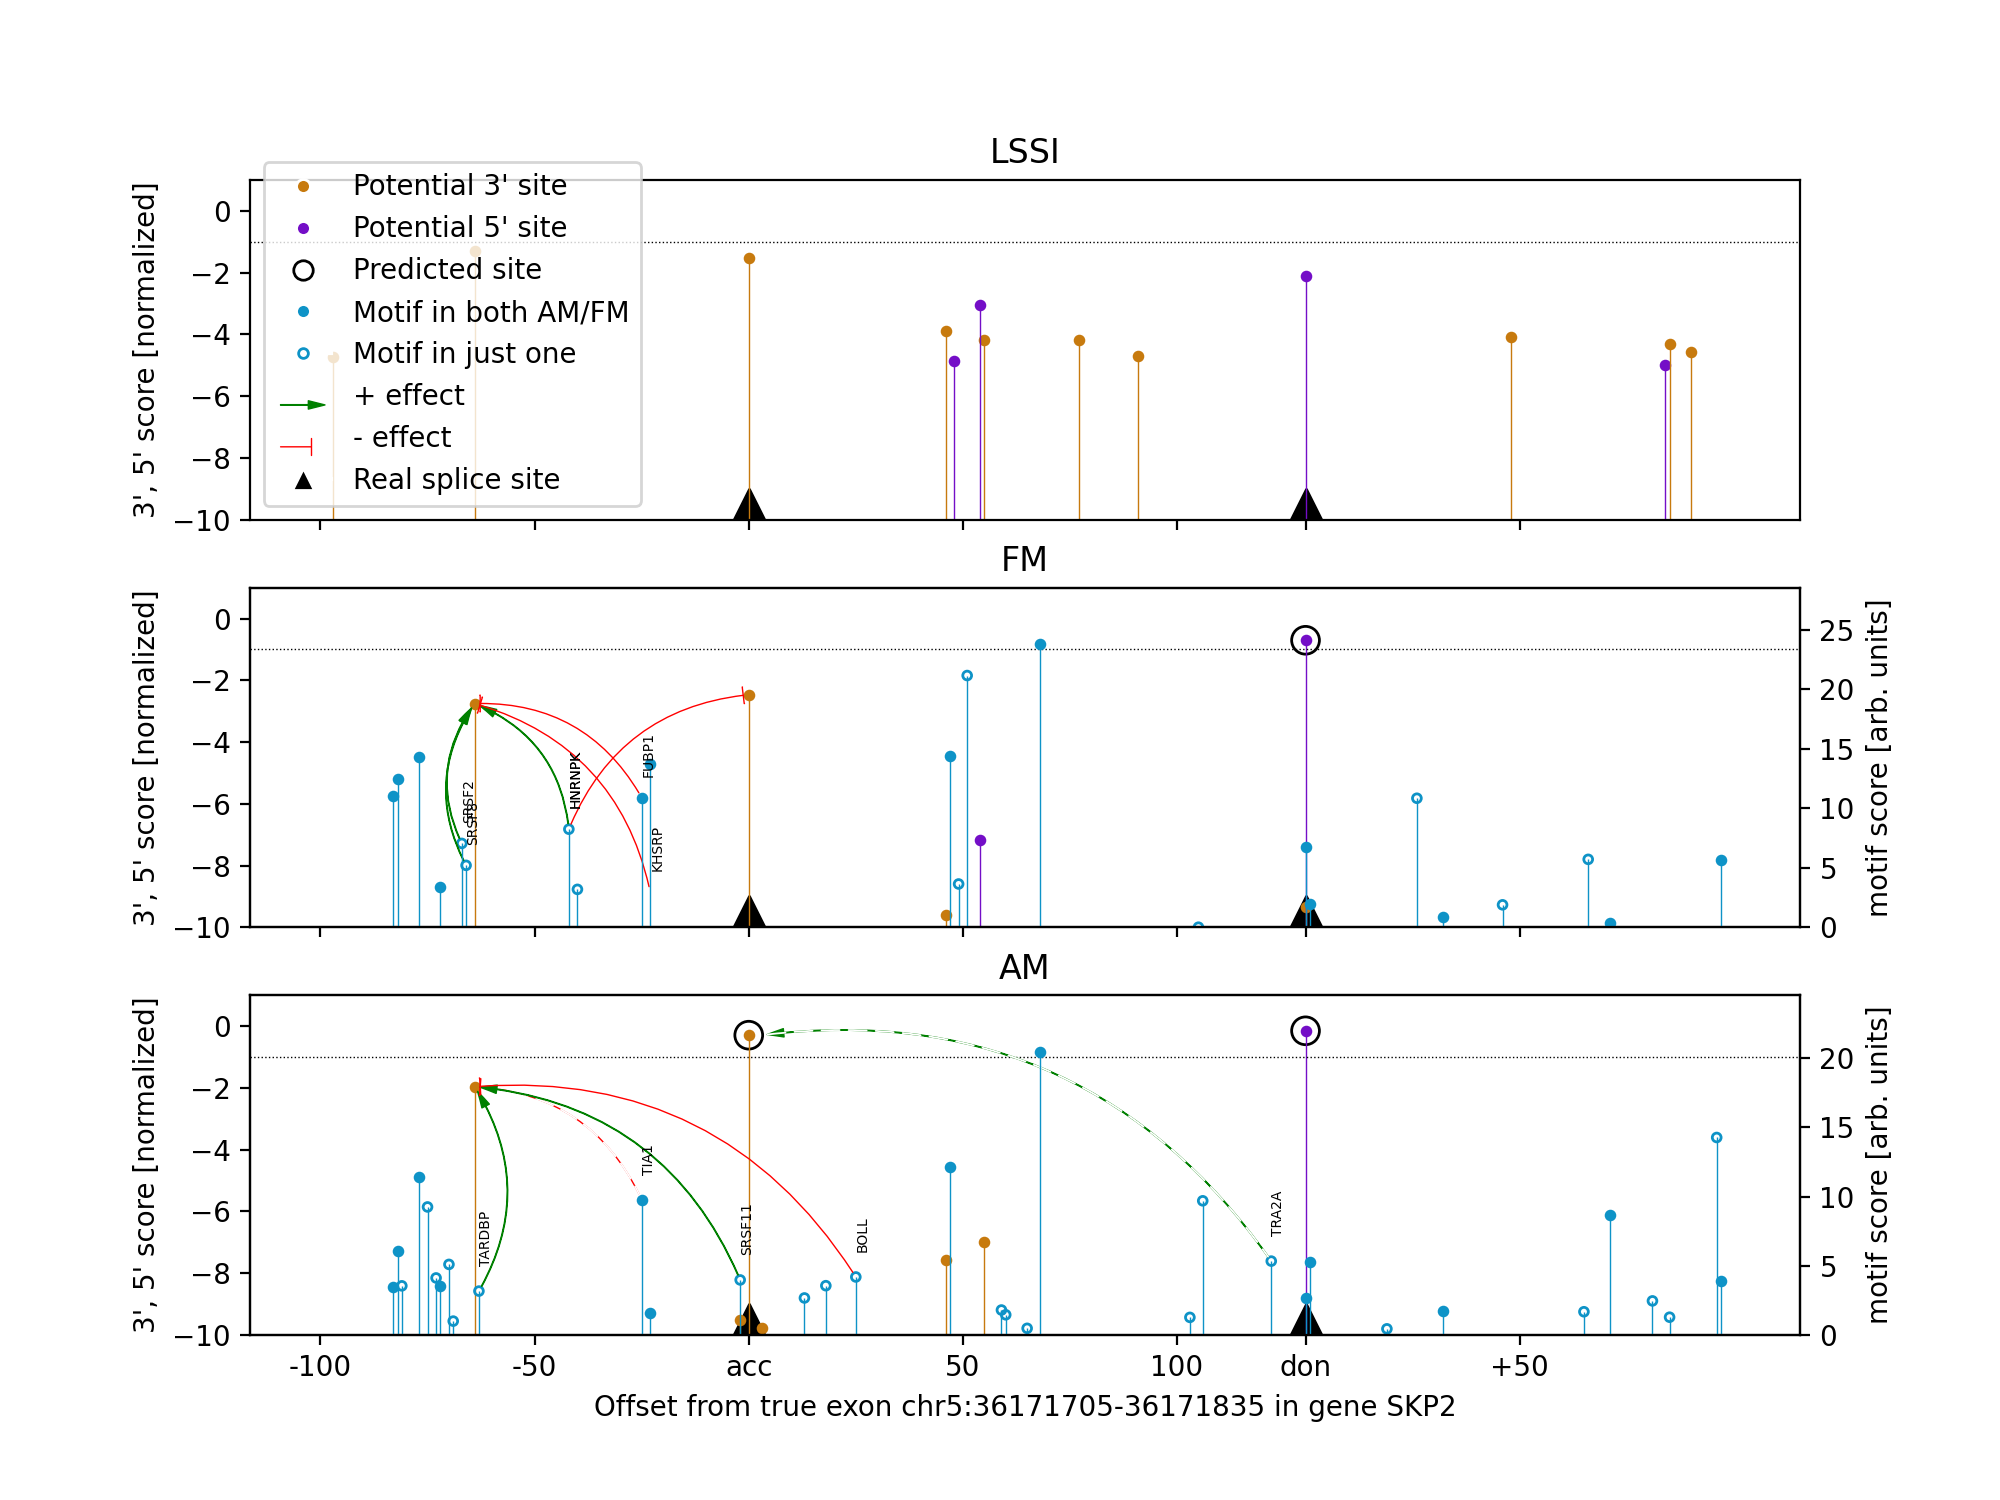 LSSI
3', 5' score [normalized]
0
−2
−4
−6
−8
−10
Potential 3' site
Potential 5' site
Predicted site
Motif in both AM/FM
Motif in just one
+ effect
- effect
Real splice site
FM
3', 5' score [normalized]
0
−2
−4
−6
−8
−10
SRSF2
HNRNPK
FUBP1
KHSRP
25
20
15
10
5
0
motif score [arb. units]
AM
3', 5' score [normalized]
0
−2
−4
−6
−8
−10
TARDBP
TIA1
SRSF11
BOLL
TRA2A
20
15
10
5
0
motif score [arb. units]
-100
-50
acc
50
100
don
+50
Offset from true exon chr5:36171705-36171835 in gene SKP2